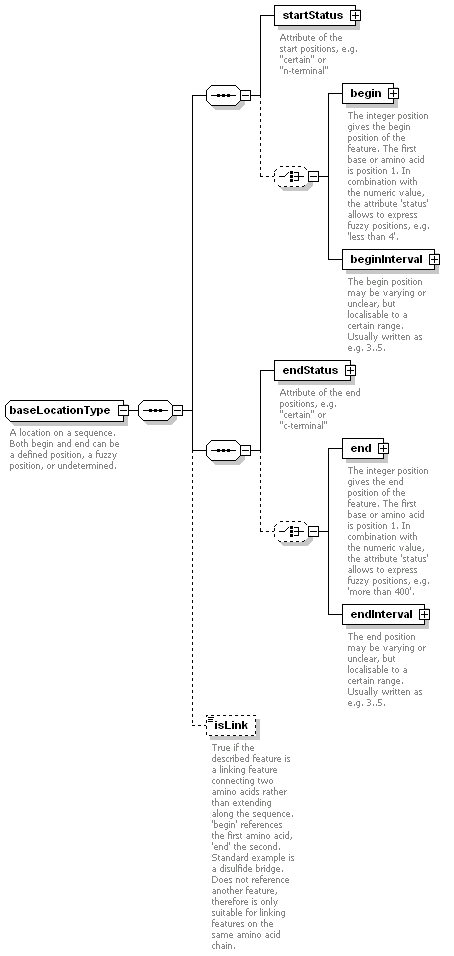 startStatus
Attribute of the
start positions, e.g.
"certain" or
"n-terminal"
begin
The integer position
gives the begin
position of the
feature. The first
base or amino acid
is position 1. In
combination with
the numeric value,
the attribute 'status'
allows to express
fuzzy positions, e.g.
'less than 4'.
beginInterval
The begin position
may be varying or
unclear, but
localisable to a
certain range.
Usually written as
e.g. 3..5.
baseLocationType
A location on a sequence.
Both begin and end can be
a defined position, a fuzzy
position, or undetermined.
endStatus
Attribute of the end
positions, e.g.
"certain" or
"c-terminal"
end
The integer position
gives the end
position of the
feature. The first
base or amino acid
is position 1. In
combination with
the numeric value,
the attribute 'status'
allows to express
fuzzy positions, e.g.
'more than 400'.
endInterval
The end position
may be varying or
unclear, but
localisable to a
certain range.
Usually written as
e.g. 3..5.
isLink
True if the
described feature is
a linking feature
connecting two
amino acids rather
than extending
along the sequence.
'begin' references
the first amino acid,
'end' the second.
Standard example is
a disulfide bridge.
Does not reference
another feature,
therefore is only
suitable for linking
features on the
same amino acid
chain.